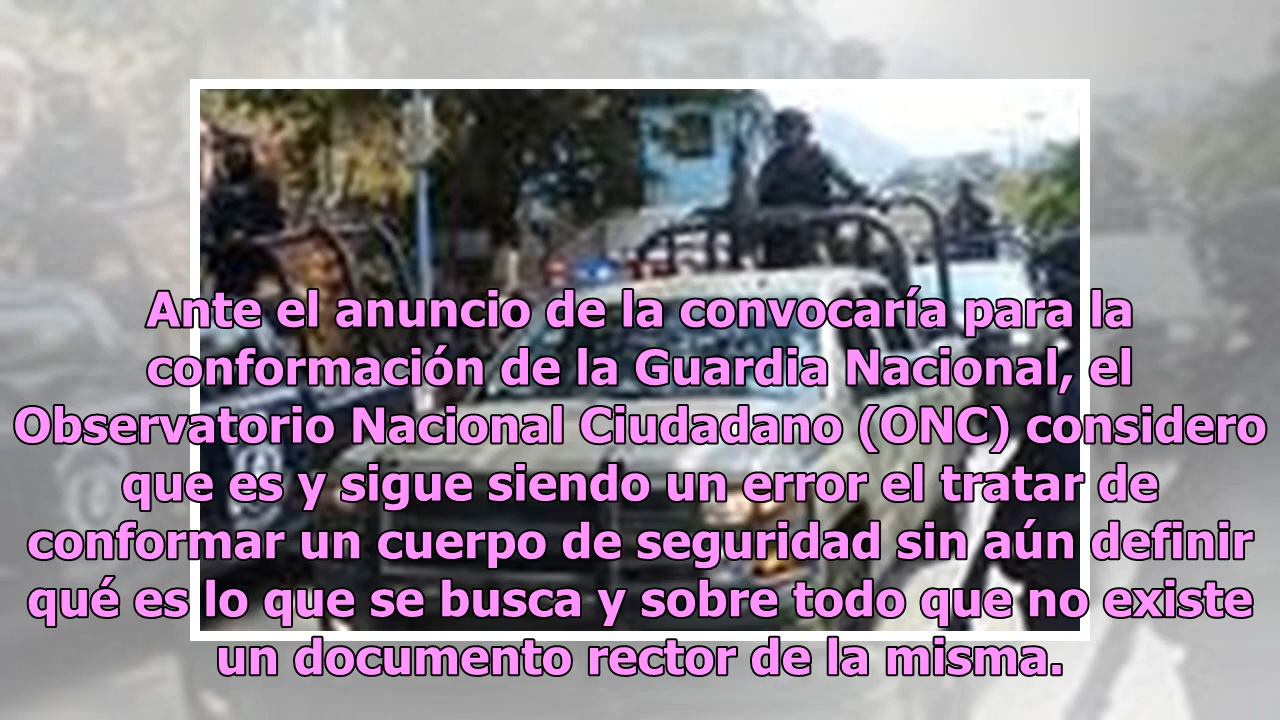 Ante el anuncio de la convocaría para la
conformación de la Guardia Nacional, el
Observatorio Nacional Ciudadano (ONC) considero
que es y sigue siendo un error el tratar de
conformar un cuerpo de seguridad sin aún definir
qué es lo que se busca y sobre todo que no existe
un documento rector de la misma.